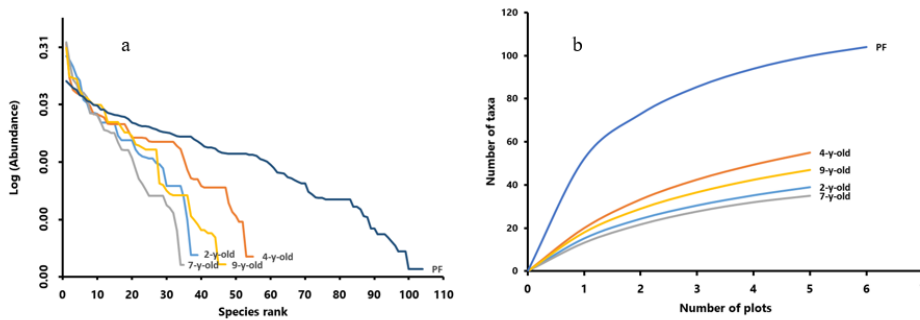 a
Log (Abundance)
0.31
0.03
0.00
0.00
0.00
2-y-old
7-y-old
9-y-old
4-y-old
PF
0 10 20 30 40 50 60 70 80 90 100 110
Species rank
b
Number of taxa
120
100
80
60
40
20
0
PF
4-y-old
9-y-old
2-y-old
7-y-old
0 1 2 3 4 5 6 7
Number of plots